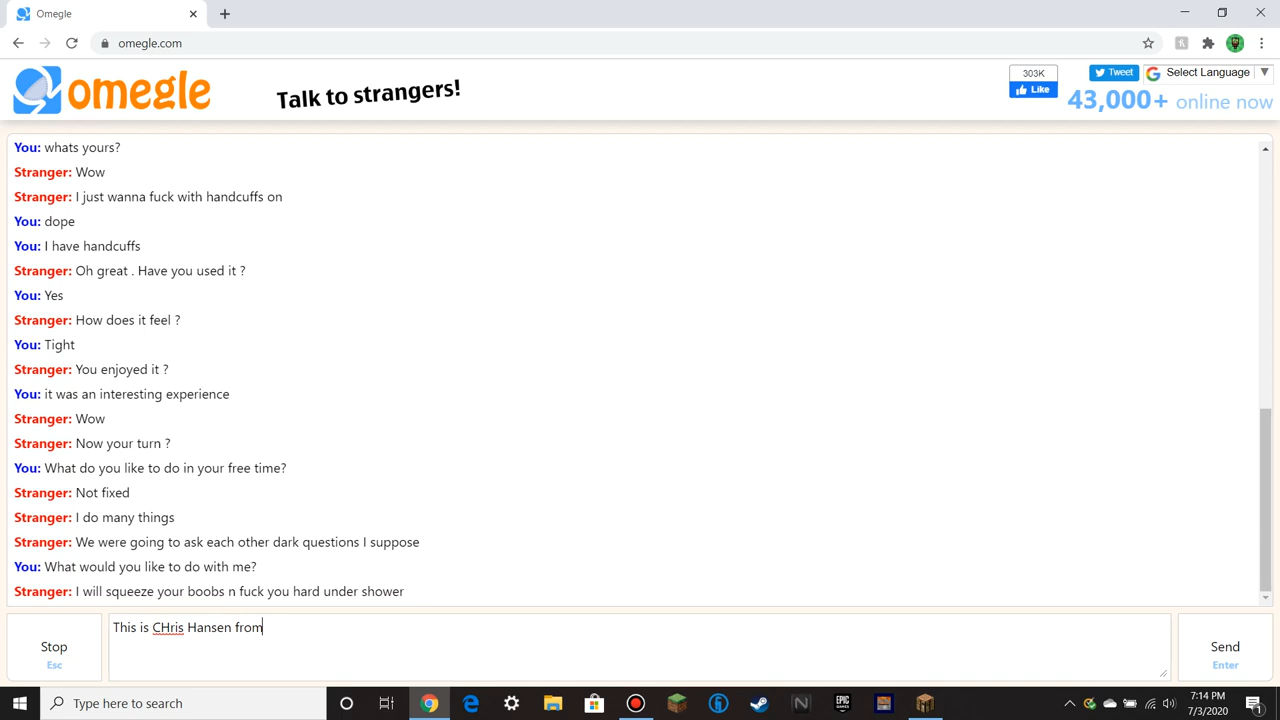 Omegle
omegle.com
omegle
Talk to strangers!
303K
Like
Tweet
Select Language
43,000+ online now
You: whats yours?
Stranger: Wow
Stranger: I just wanna fuck with handcuffs on
You: dope
You: I have handcuffs
Stranger: Oh great . Have you used it ?
You: Yes
Stranger: How does it feel ?
You: Tight
Stranger: You enjoyed it ?
You: it was an interesting experience
Stranger: Wow
Stranger: Now your turn ?
You: What do you like to do in your free time?
Stranger: Not fixed
Stranger: I do many things
Stranger: We were going to ask each other dark questions I suppose
You: What would you like to do with me?
Stranger: I will squeeze your boobs n fuck you hard under shower
Stop
Esc
This is CHris Hansen from
Send
Enter
Type here to search
EPIC GAMES
7:14 PM
7/3/2020
1